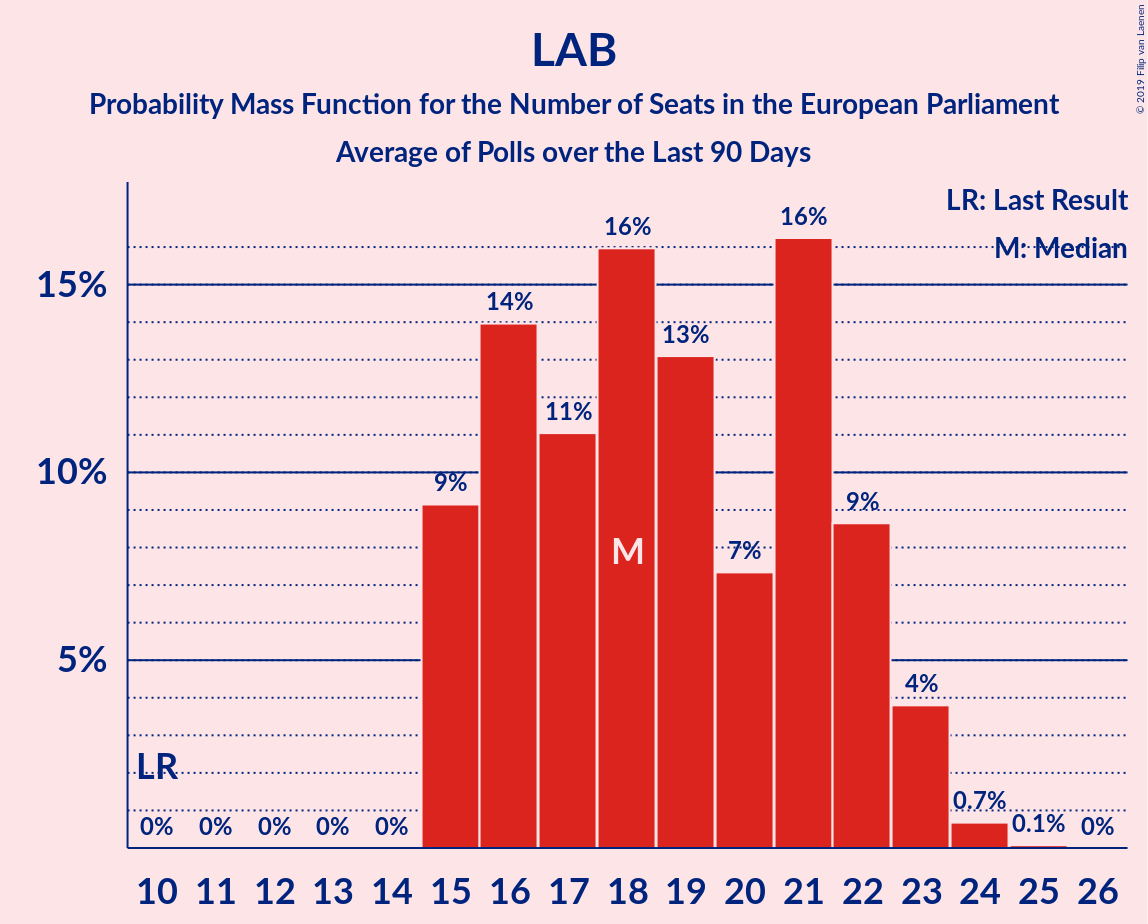 LAB
Probability Mass Function for the Number of Seats in the European Parliament
Average of Polls over the Last 90 Days
© 2019 Filip van Laenen
LR: Last Result
M: Median
16%
16%
15%
14%
13%
11%
10%
9%
9%
7%
M
5%
4%
LR
0.7%
0.1%
0% 0% 0% 0% 0% 0%
10 11 12 13 14 15 16 17 18 19 20 21 22 23 24 25 26